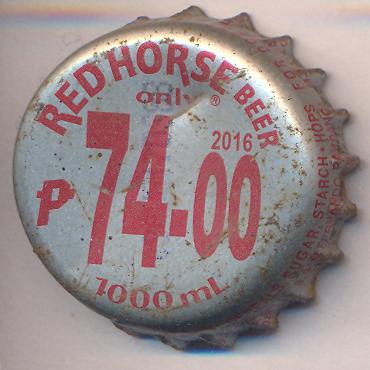 RED HORSE BEER
only ®
2016
₱ 74.00
1000 mL
SUGAR, STARCH, HOPS